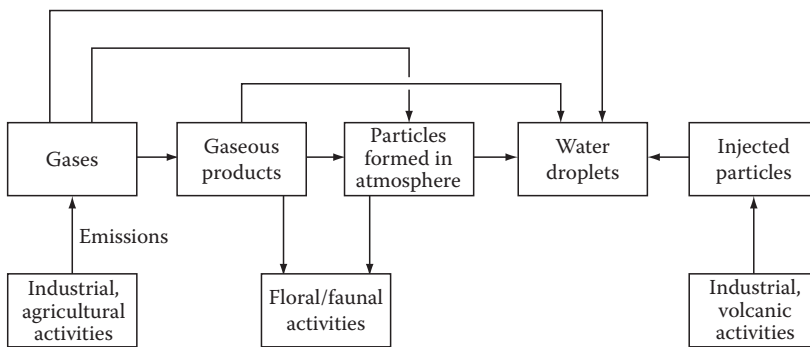 Gases
Gaseous
products
Particles
formed in
atmosphere
Water
droplets
Injected
particles
Emissions
Industrial,
agricultural
activities
Floral/faunal
activities
Industrial,
volcanic
activities